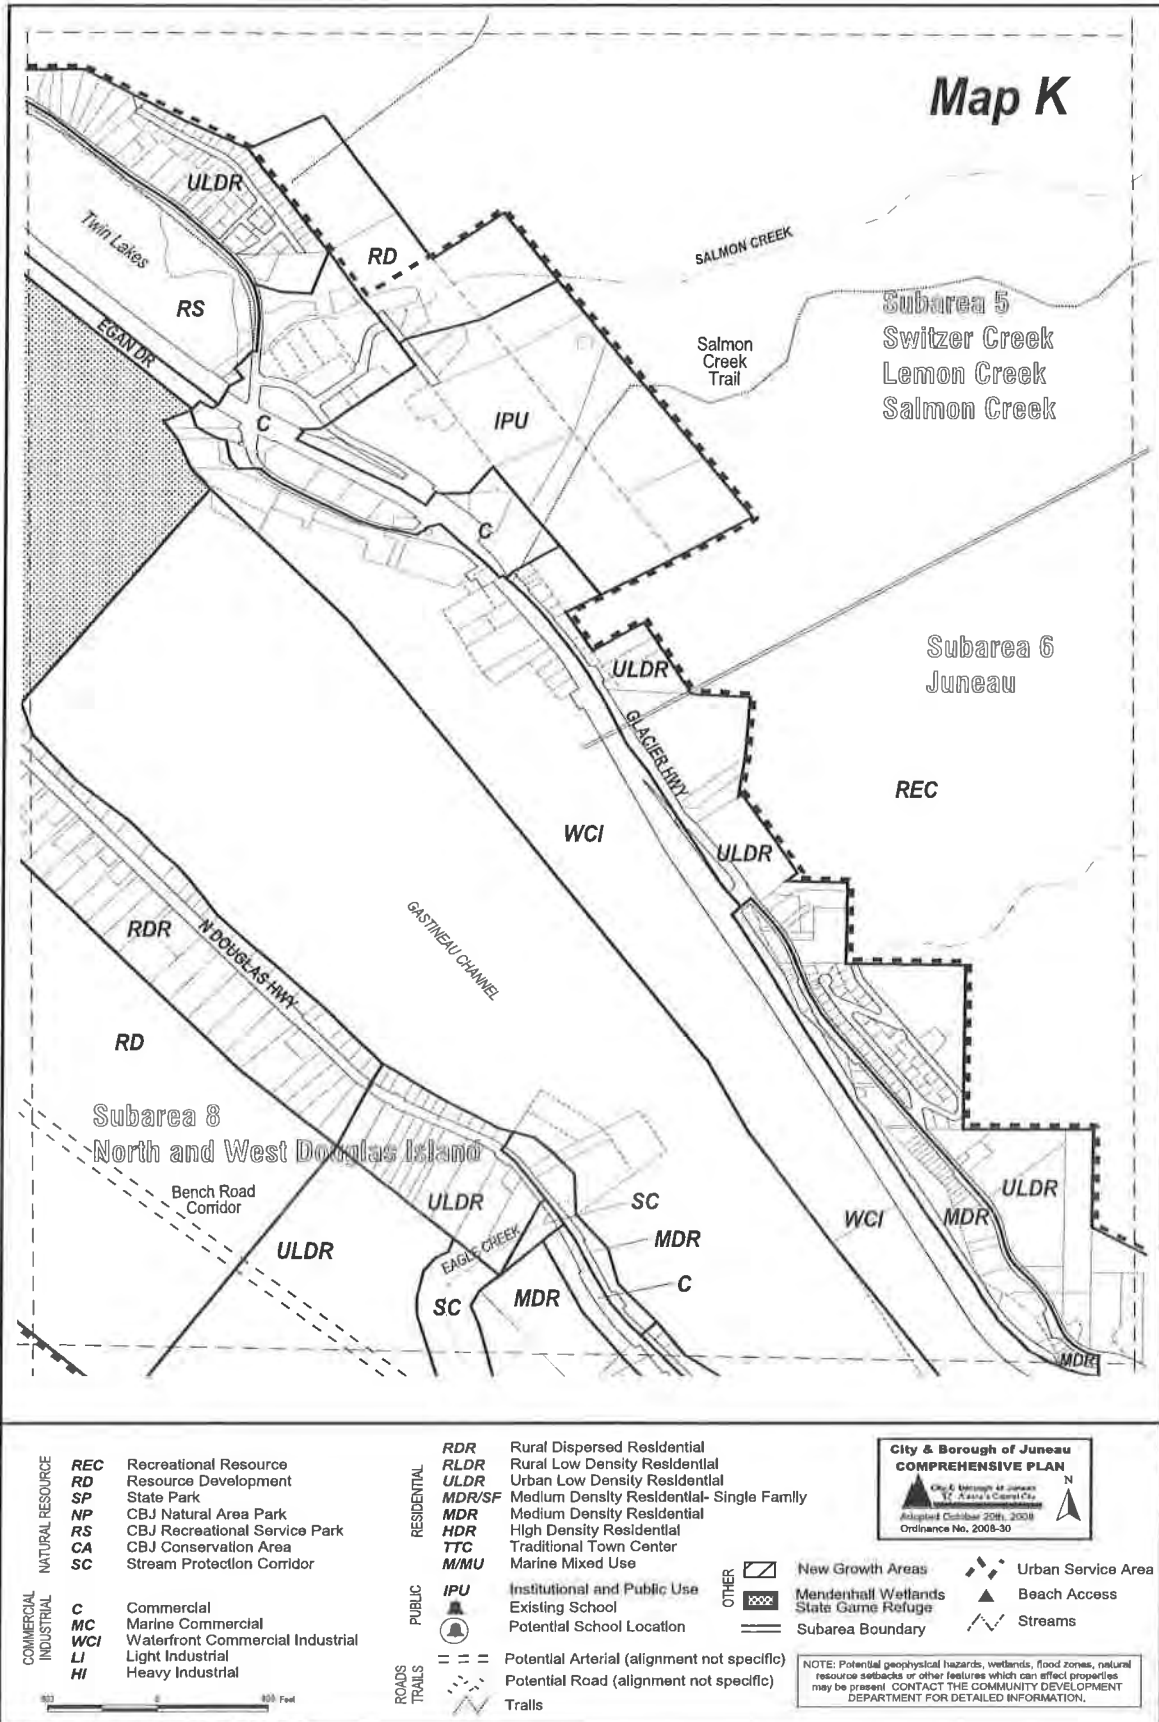 Map K
ULDR
Twin Lakes
RD
SALMON CREEK
RS
EGAN DR
Subarea 5
Switzer Creek
Lemon Creek
Salmon Creek
Salmon
Creek
Trail
C
IPU
C
Subarea 6
Juneau
ULDR
GLACIER HWY
REC
WCI
ULDR
GASTINEAU CHANNEL
RDR
N DOUGLAS HWY
RD
Subarea 8
North and West Douglas Island
Bench Road
Corridor
ULDR
ULDR
EAGLE CREEK
SC
MDR
SC
MDR
C
WCI
MDR
ULDR
MDR
NATURAL RESOURCE
REC Recreational Resource
RD Resource Development
SP State Park
NP CBJ Natural Area Park
RS CBJ Recreational Service Park
CA CBJ Conservation Area
SC Stream Protection Corridor
COMMERCIAL
INDUSTRIAL
C Commercial
MC Marine Commercial
WCI Waterfront Commercial Industrial
LI Light Industrial
HI Heavy Industrial
0
Feet
RESIDENTIAL
RDR Rural Dispersed Residential
RLDR Rural Low Density Residential
ULDR Urban Low Density Residential
MDR/SF Medium Density Residential- Single Family
MDR Medium Density Residential
HDR High Density Residential
TTC Traditional Town Center
M/MU Marine Mixed Use
PUBLIC
IPU Institutional and Public Use
Existing School
Potential School Location
ROADS
TRAILS
Potential Arterial (alignment not specific)
Potential Road (alignment not specific)
Trails
OTHER
New Growth Areas
Mendenhall Wetlands
State Game Refuge
Subarea Boundary
Urban Service Area
Beach Access
Streams
City & Borough of Juneau
COMPREHENSIVE PLAN
City & Borough of Juneau
Alaska's Capital City
N
Adopted October 20th, 2008
Ordinance No. 2008-30
NOTE: Potential geophysical hazards, wetlands, flood zones, natural
resource setbacks or other features which can effect properties
may be present CONTACT THE COMMUNITY DEVELOPMENT
DEPARTMENT FOR DETAILED INFORMATION.